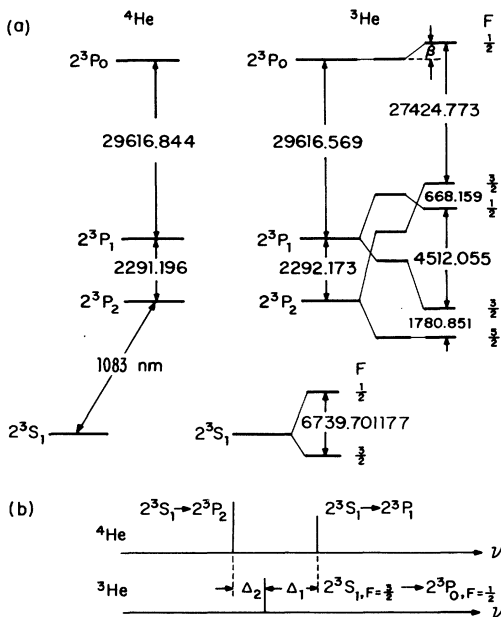 (a) ⁴He ³He F
2³P₀ 2³P₀ β ½
29616.844 29616.569 27424.773
3/2
668.159 ½
2³P₁ 2³P₁
2291.196 2292.173 4512.055
2³P₂ 2³P₂ 3/2
1780.851
5/2
1083 nm
F
½
2³S₁ 2³S₁ 6739.701177
3/2
(b) 2³S₁→2³P₂ 2³S₁→2³P₁
⁴He
ν
Δ₂ Δ₁ 2³S₁,F=3/2 →2³P₀,F=½
³He
ν